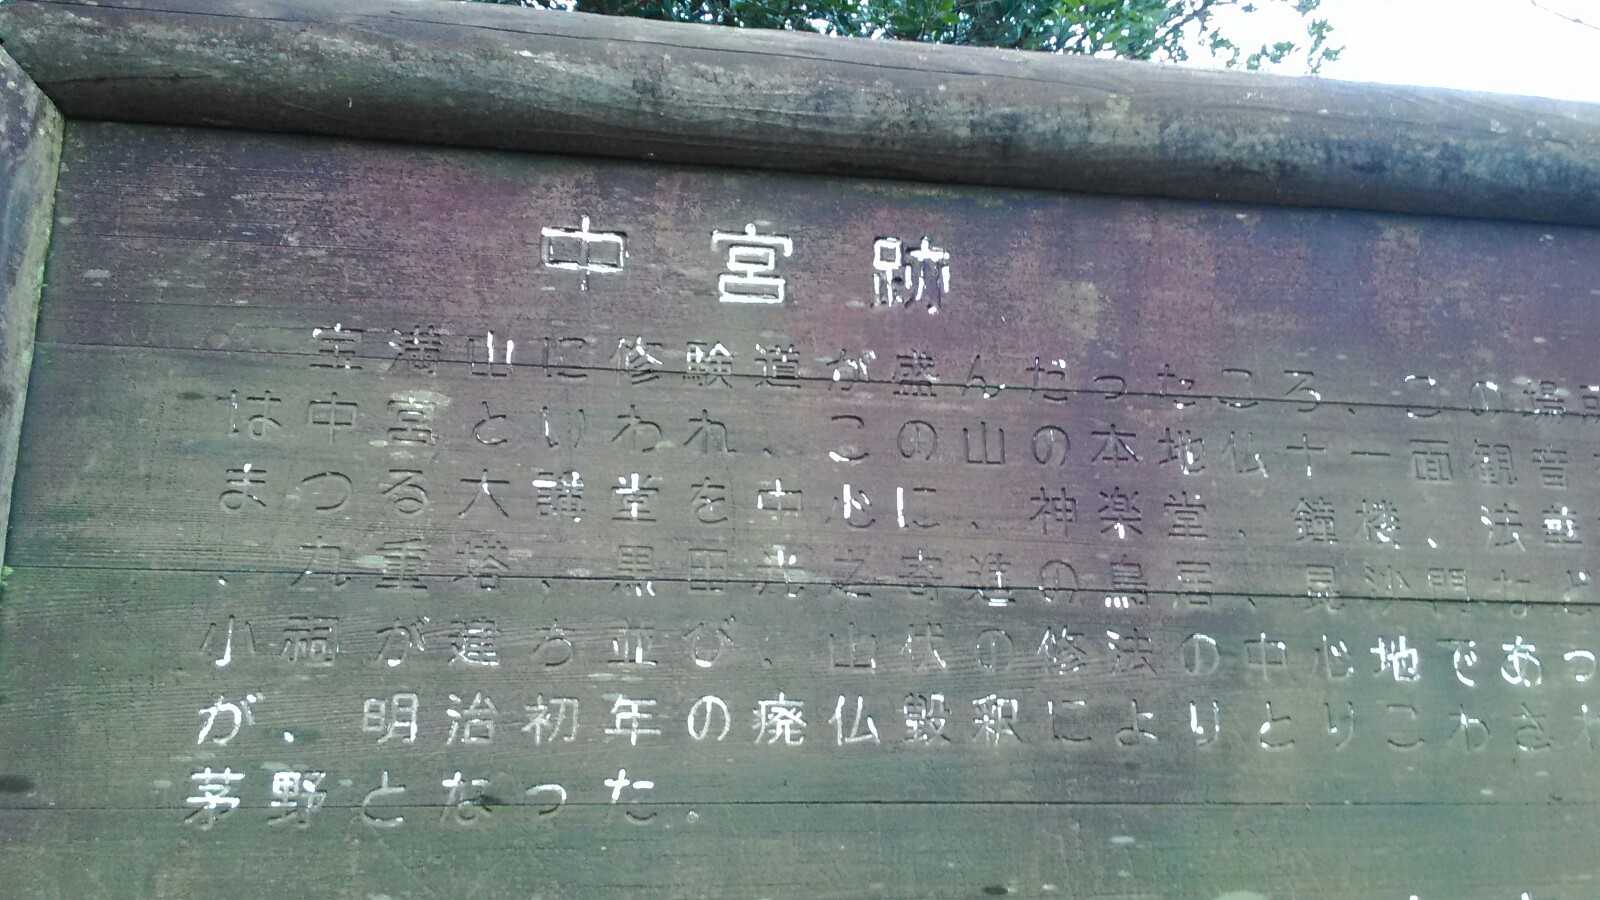 中宮跡
宝満山に修験道が盛んだったころ、この場所
は中宮といわれ、この山の本地仏十一面観音
まつる大講堂を中心に、神楽堂、鐘楼、法華
、九重塔、黒田光之寄進の鳥居、見沙門など
小祠が建ち並び、山伏の修法の中心地であっ
が、明治初年の廃仏毀釈によりとりこわされ
茅野となった。